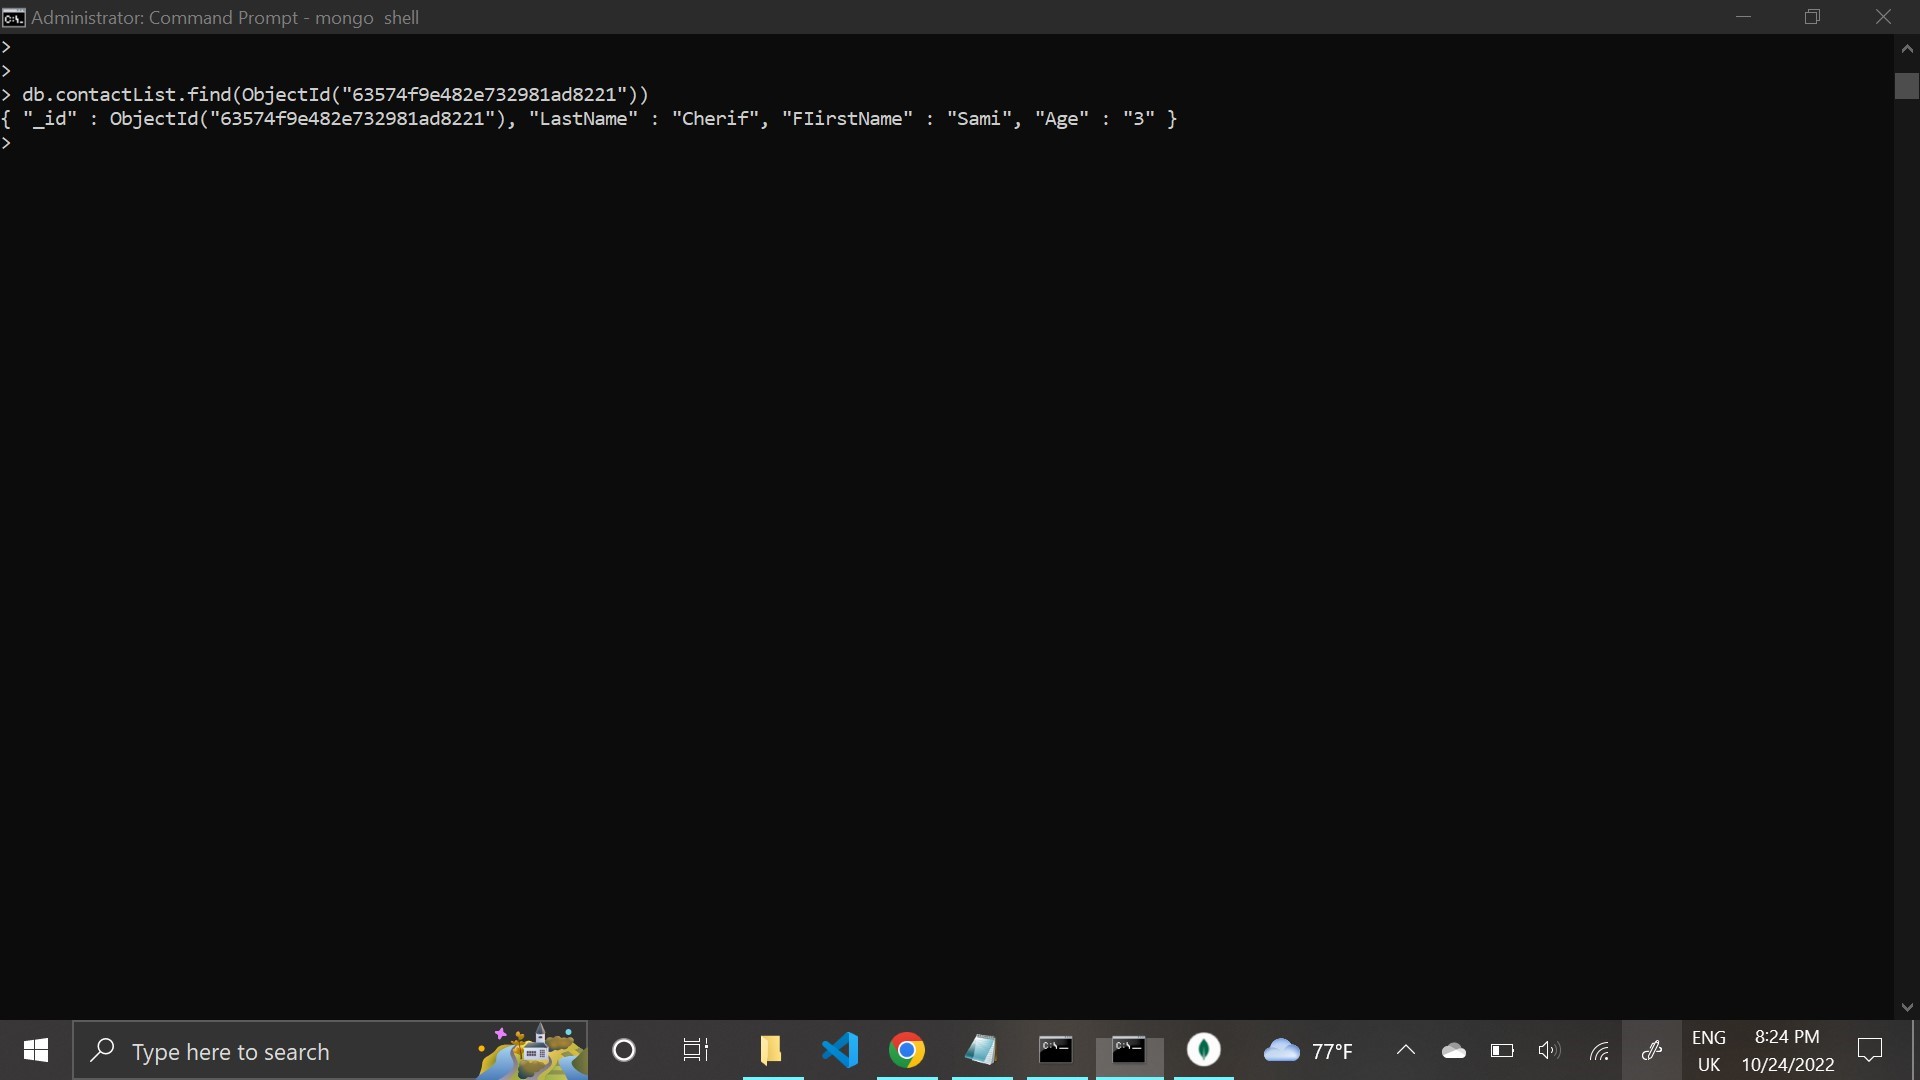 Administrator: Command Prompt - mongo  shell
>
>
> db.contactList.find(ObjectId("63574f9e482e732981ad8221"))
{ "_id" : ObjectId("63574f9e482e732981ad8221"), "LastName" : "Cherif", "FIirstName" : "Sami", "Age" : "3" }
>
Type here to search
77°F
ENG
UK
8:24 PM
10/24/2022